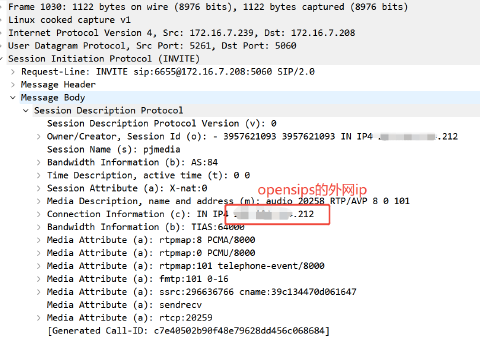 Frame 1030: 1122 bytes on wire (8976 bits), 1122 bytes captured (8976 bits)
Linux cooked capture v1
Internet Protocol Version 4, Src: 172.16.7.239, Dst: 172.16.7.208
User Datagram Protocol, Src Port: 5261, Dst Port: 5060
Session Initiation Protocol (INVITE)
Request-Line: INVITE sip:6655@172.16.7.208:5060 SIP/2.0
Message Header
Message Body
Session Description Protocol
Session Description Protocol Version (v): 0
Owner/Creator, Session Id (o): - 3957621093 3957621093 IN IP4 .212
Session Name (s): pjmedia
Bandwidth Information (b): AS:84
Time Description, active time (t): 0 0
Session Attribute (a): X-nat:0
opensips的外网ip
Media Description, name and address (m): audio 20258 RTP/AVP 8 0 101
Connection Information (c): IN IP4 .212
Bandwidth Information (b): TIAS:64000
Media Attribute (a): rtpmap:8 PCMA/8000
Media Attribute (a): rtpmap:0 PCMU/8000
Media Attribute (a): rtpmap:101 telephone-event/8000
Media Attribute (a): fmtp:101 0-16
Media Attribute (a): ssrc:296636766 cname:39c134470d061647
Media Attribute (a): sendrecv
Media Attribute (a): rtcp:20259
[Generated Call-ID: c7e40502b90f48e79628dd456c068684]